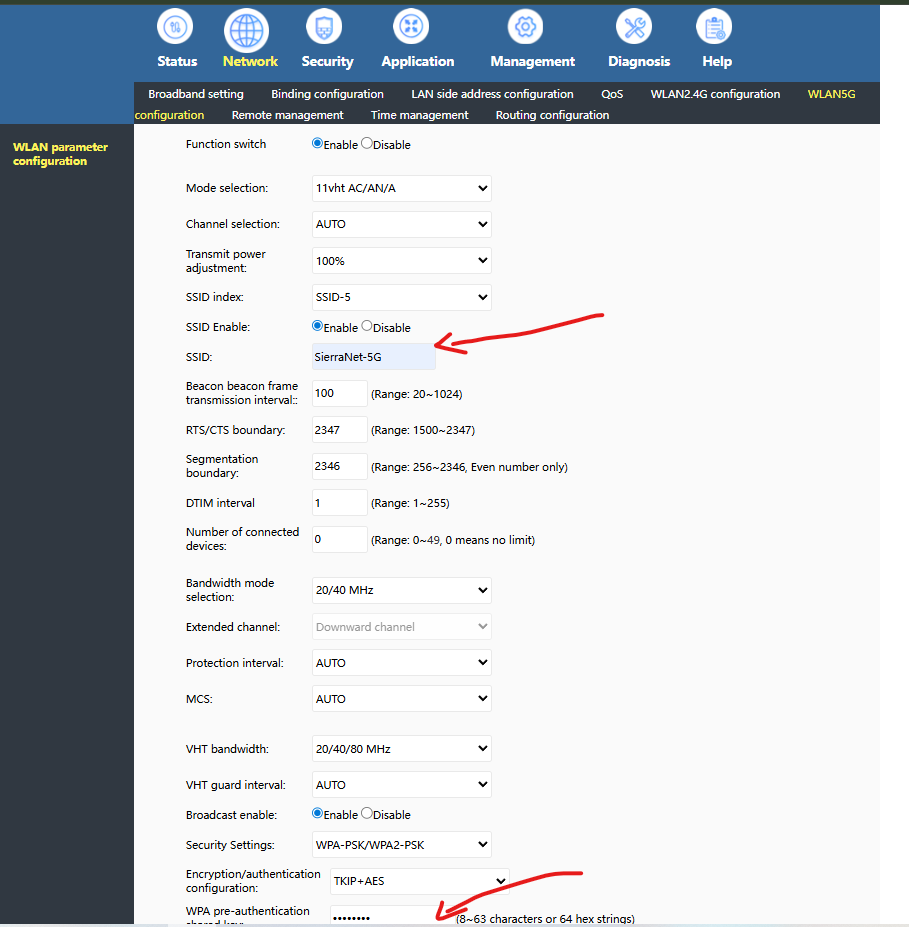 Status Network Security Application Management Diagnosis Help
Broadband setting Binding configuration LAN side address configuration QoS WLAN2.4G configuration WLAN5G
configuration Remote management Time management Routing configuration
WLAN parameter
configuration
Function switch Enable Disable
Mode selection: 11vht AC/AN/A
Channel selection: AUTO
Transmit power
adjustment: 100%
SSID index: SSID-5
SSID Enable: Enable Disable
SSID: SierraNet-5G
Beacon beacon frame
transmission interval:: 100 (Range: 20~1024)
RTS/CTS boundary: 2347 (Range: 1500~2347)
Segmentation
boundary: 2346 (Range: 256~2346, Even number only)
DTIM interval 1 (Range: 1~255)
Number of connected
devices: 0 (Range: 0~49, 0 means no limit)
Bandwidth mode
selection: 20/40 MHz
Extended channel: Downward channel
Protection interval: AUTO
MCS: AUTO
VHT bandwidth: 20/40/80 MHz
VHT guard interval: AUTO
Broadcast enable: Enable Disable
Security Settings: WPA-PSK/WPA2-PSK
Encryption/authentication
configuration: TKIP+AES
WPA pre-authentication
shared key: •••••••• (8~63 characters or 64 hex strings)